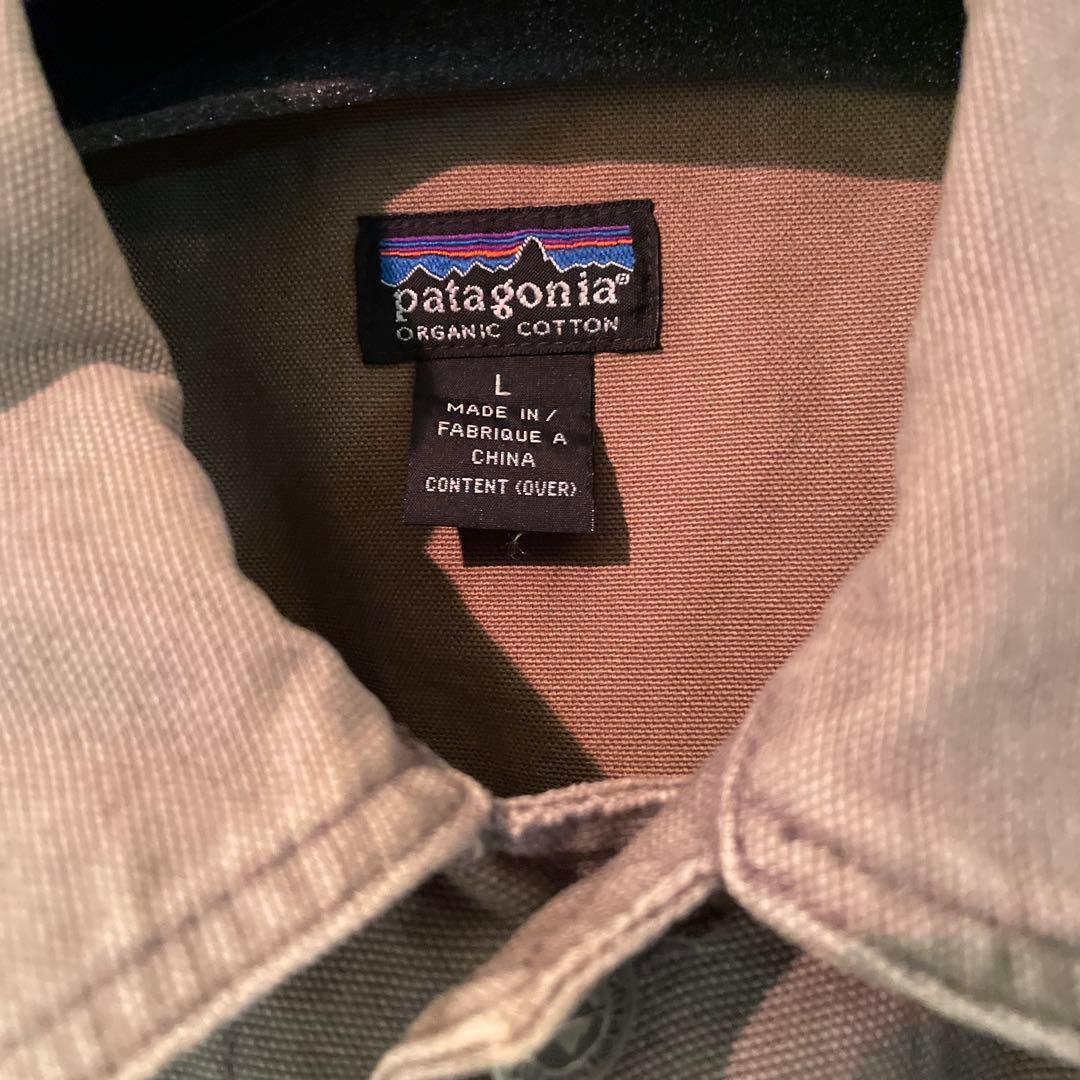 patagonia®
ORGANIC COTTON
L
MADE IN /
FABRIQUE A
CHINA
CONTENT (OVER)